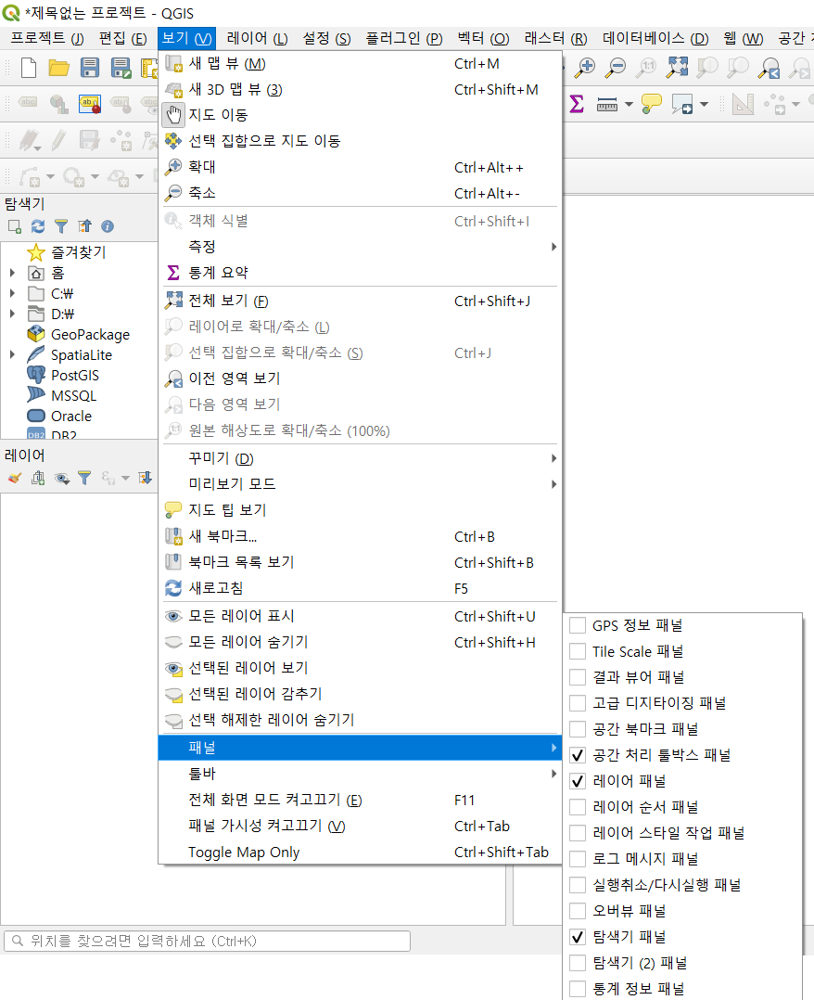 *제목없는 프로젝트 - QGIS
프로젝트 (J) 편집 (E) 보기 (V) 레이어 (L) 설정 (S) 플러그인 (P) 벡터 (O) 래스터 (R) 데이터베이스 (D) 웹 (W) 공간
새 맵 뷰 (M) Ctrl+M
새 3D 맵 뷰 (3) Ctrl+Shift+M
지도 이동
선택 집합으로 지도 이동
확대 Ctrl+Alt++
축소 Ctrl+Alt+-
객체 식별 Ctrl+Shift+I
측정
통계 요약
전체 보기 (F) Ctrl+Shift+J
레이어로 확대/축소 (L)
선택 집합으로 확대/축소 (S) Ctrl+J
이전 영역 보기
다음 영역 보기
원본 해상도로 확대/축소 (100%)
꾸미기 (D)
미리보기 모드
지도 팁 보기
새 북마크... Ctrl+B
북마크 목록 보기 Ctrl+Shift+B
새로고침 F5
모든 레이어 표시 Ctrl+Shift+U
모든 레이어 숨기기 Ctrl+Shift+H
선택된 레이어 보기
선택된 레이어 감추기
선택 해제한 레이어 숨기기
패널
툴바
전체 화면 모드 켜고끄기 (E) F11
패널 가시성 켜고끄기 (V) Ctrl+Tab
Toggle Map Only Ctrl+Shift+Tab
탐색기
즐겨찾기
홈
C:₩
D:₩
GeoPackage
SpatiaLite
PostGIS
MSSQL
Oracle
DB2
레이어
GPS 정보 패널
Tile Scale 패널
결과 뷰어 패널
고급 디지타이징 패널
공간 북마크 패널
공간 처리 툴박스 패널
레이어 패널
레이어 순서 패널
레이어 스타일 작업 패널
로그 메시지 패널
실행취소/다시실행 패널
오버뷰 패널
탐색기 패널
탐색기 (2) 패널
통계 정보 패널
위치를 찾으려면 입력하세요 (Ctrl+K)